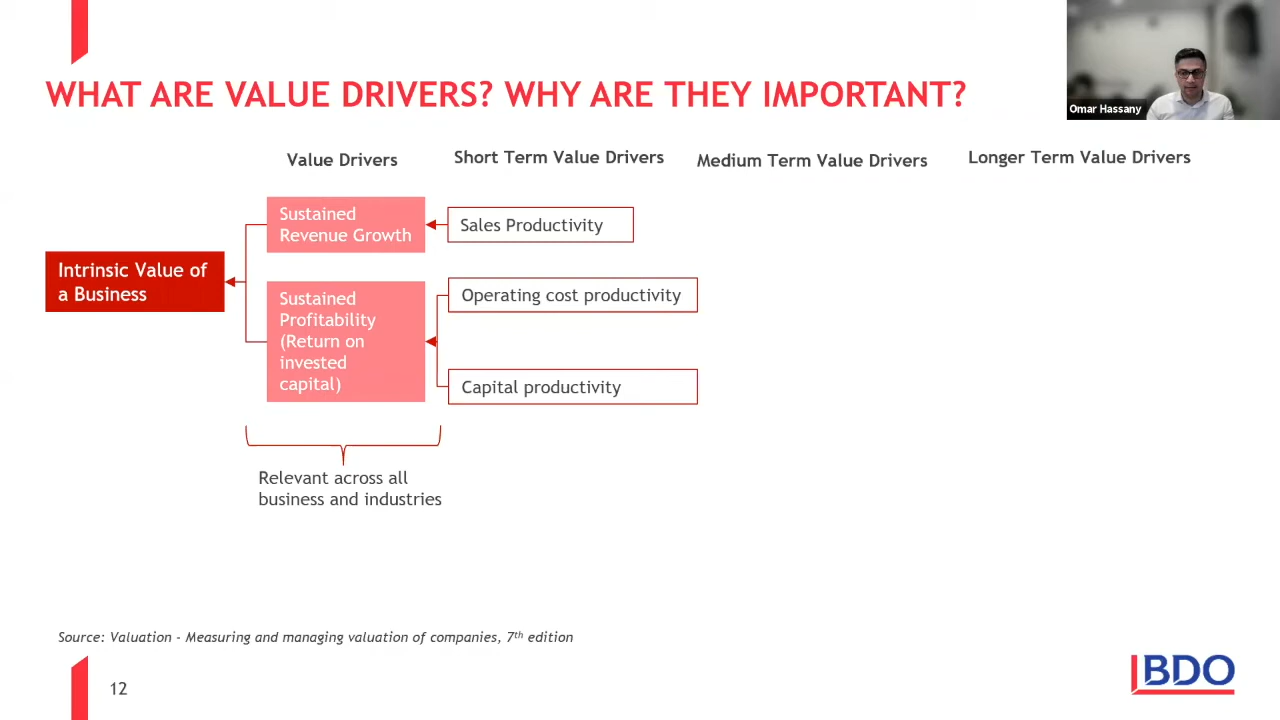 WHAT ARE VALUE DRIVERS? WHY ARE THEY IMPORTANT?
Omar Hassany
Value Drivers
Short Term Value Drivers
Medium Term Value Drivers
Longer Term Value Drivers
Intrinsic Value of
a Business
Sustained
Revenue Growth
Sales Productivity
Sustained
Profitability
(Return on
invested
capital)
Operating cost productivity
Capital productivity
Relevant across all
business and industries
Source: Valuation - Measuring and managing valuation of companies, 7th edition
12
BDO